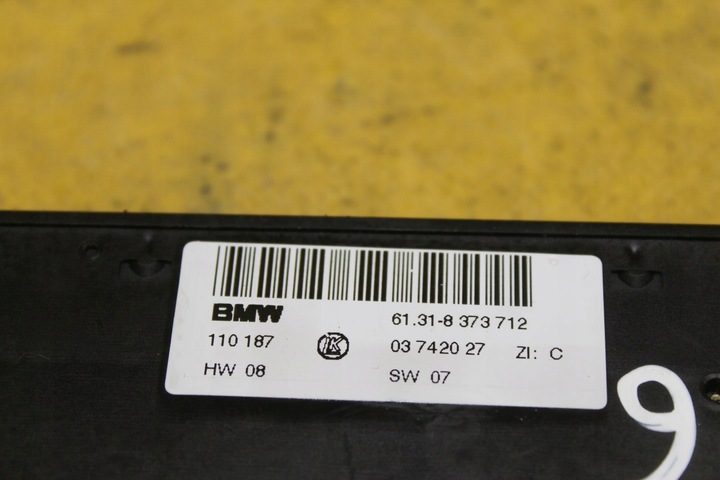 BMW 61.31-8 373 712
110 187 K 03 7420 27 ZI: C
HW 08 SW 07
9